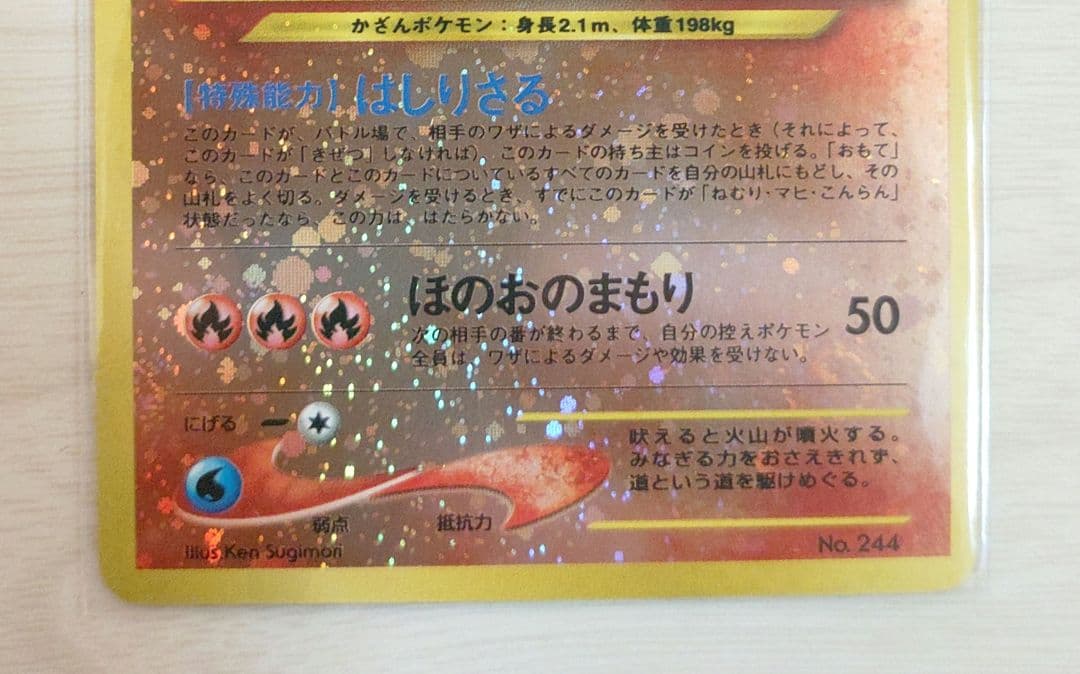 かざんポケモン：身長2.1m、体重198kg
［特殊能力］はしりさる
このカードが、バトル場で、相手のワザによるダメージを受けたとき（それによって、
このカードが「きぜつ」しなければ）、このカードの持ち主はコインを投げる。「おもて」
なら、このカードとこのカードについているすべてのカードを自分の山札にもどし、その
山札をよく切る。ダメージを受けるとき、すでにこのカードが「ねむり・マヒ・こんらん」
状態だったなら、この力は、はたらかない。
ほのおのまもり 50
次の相手の番が終わるまで、自分の控えポケモン
全員は、ワザによるダメージや効果を受けない。
にげる ー
吠えると火山が噴火する。
みなぎる力をおさえきれず、
道という道を駆けめぐる。
弱点 抵抗力
Illus. Ken Sugimori
No. 244